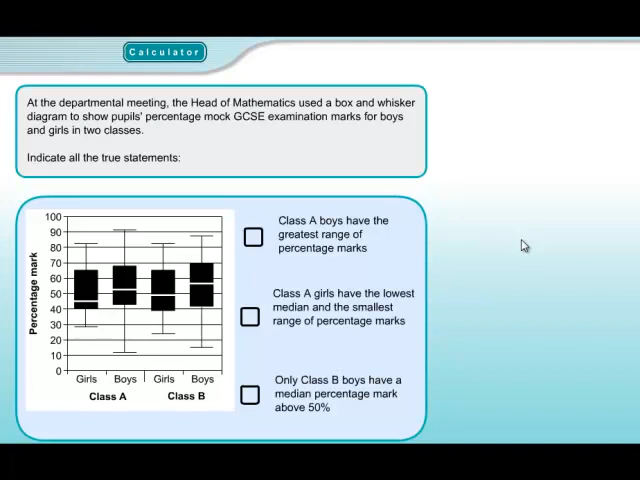 Calculator
At the departmental meeting, the Head of Mathematics used a box and whisker
diagram to show pupils' percentage mock GCSE examination marks for boys
and girls in two classes.
Indicate all the true statements:
100
90
80
70
60
50
40
30
20
10
0
Percentage mark
Girls Boys Girls Boys
Class A Class B
Class A boys have the
greatest range of
percentage marks
Class A girls have the lowest
median and the smallest
range of percentage marks
Only Class B boys have a
median percentage mark
above 50%